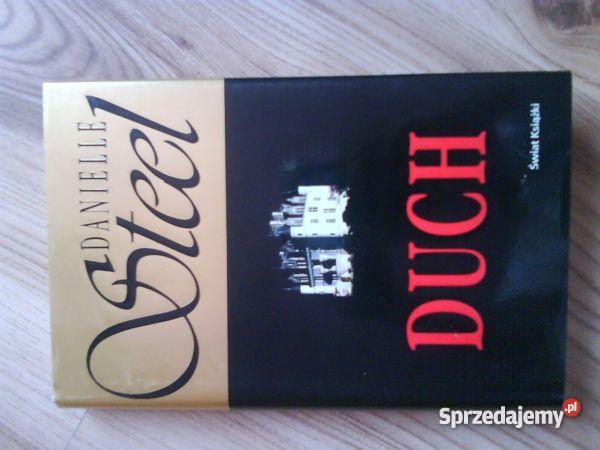 DANIELLE
Steel
DUCH
Świat Książki
Sprzedajemy.pl